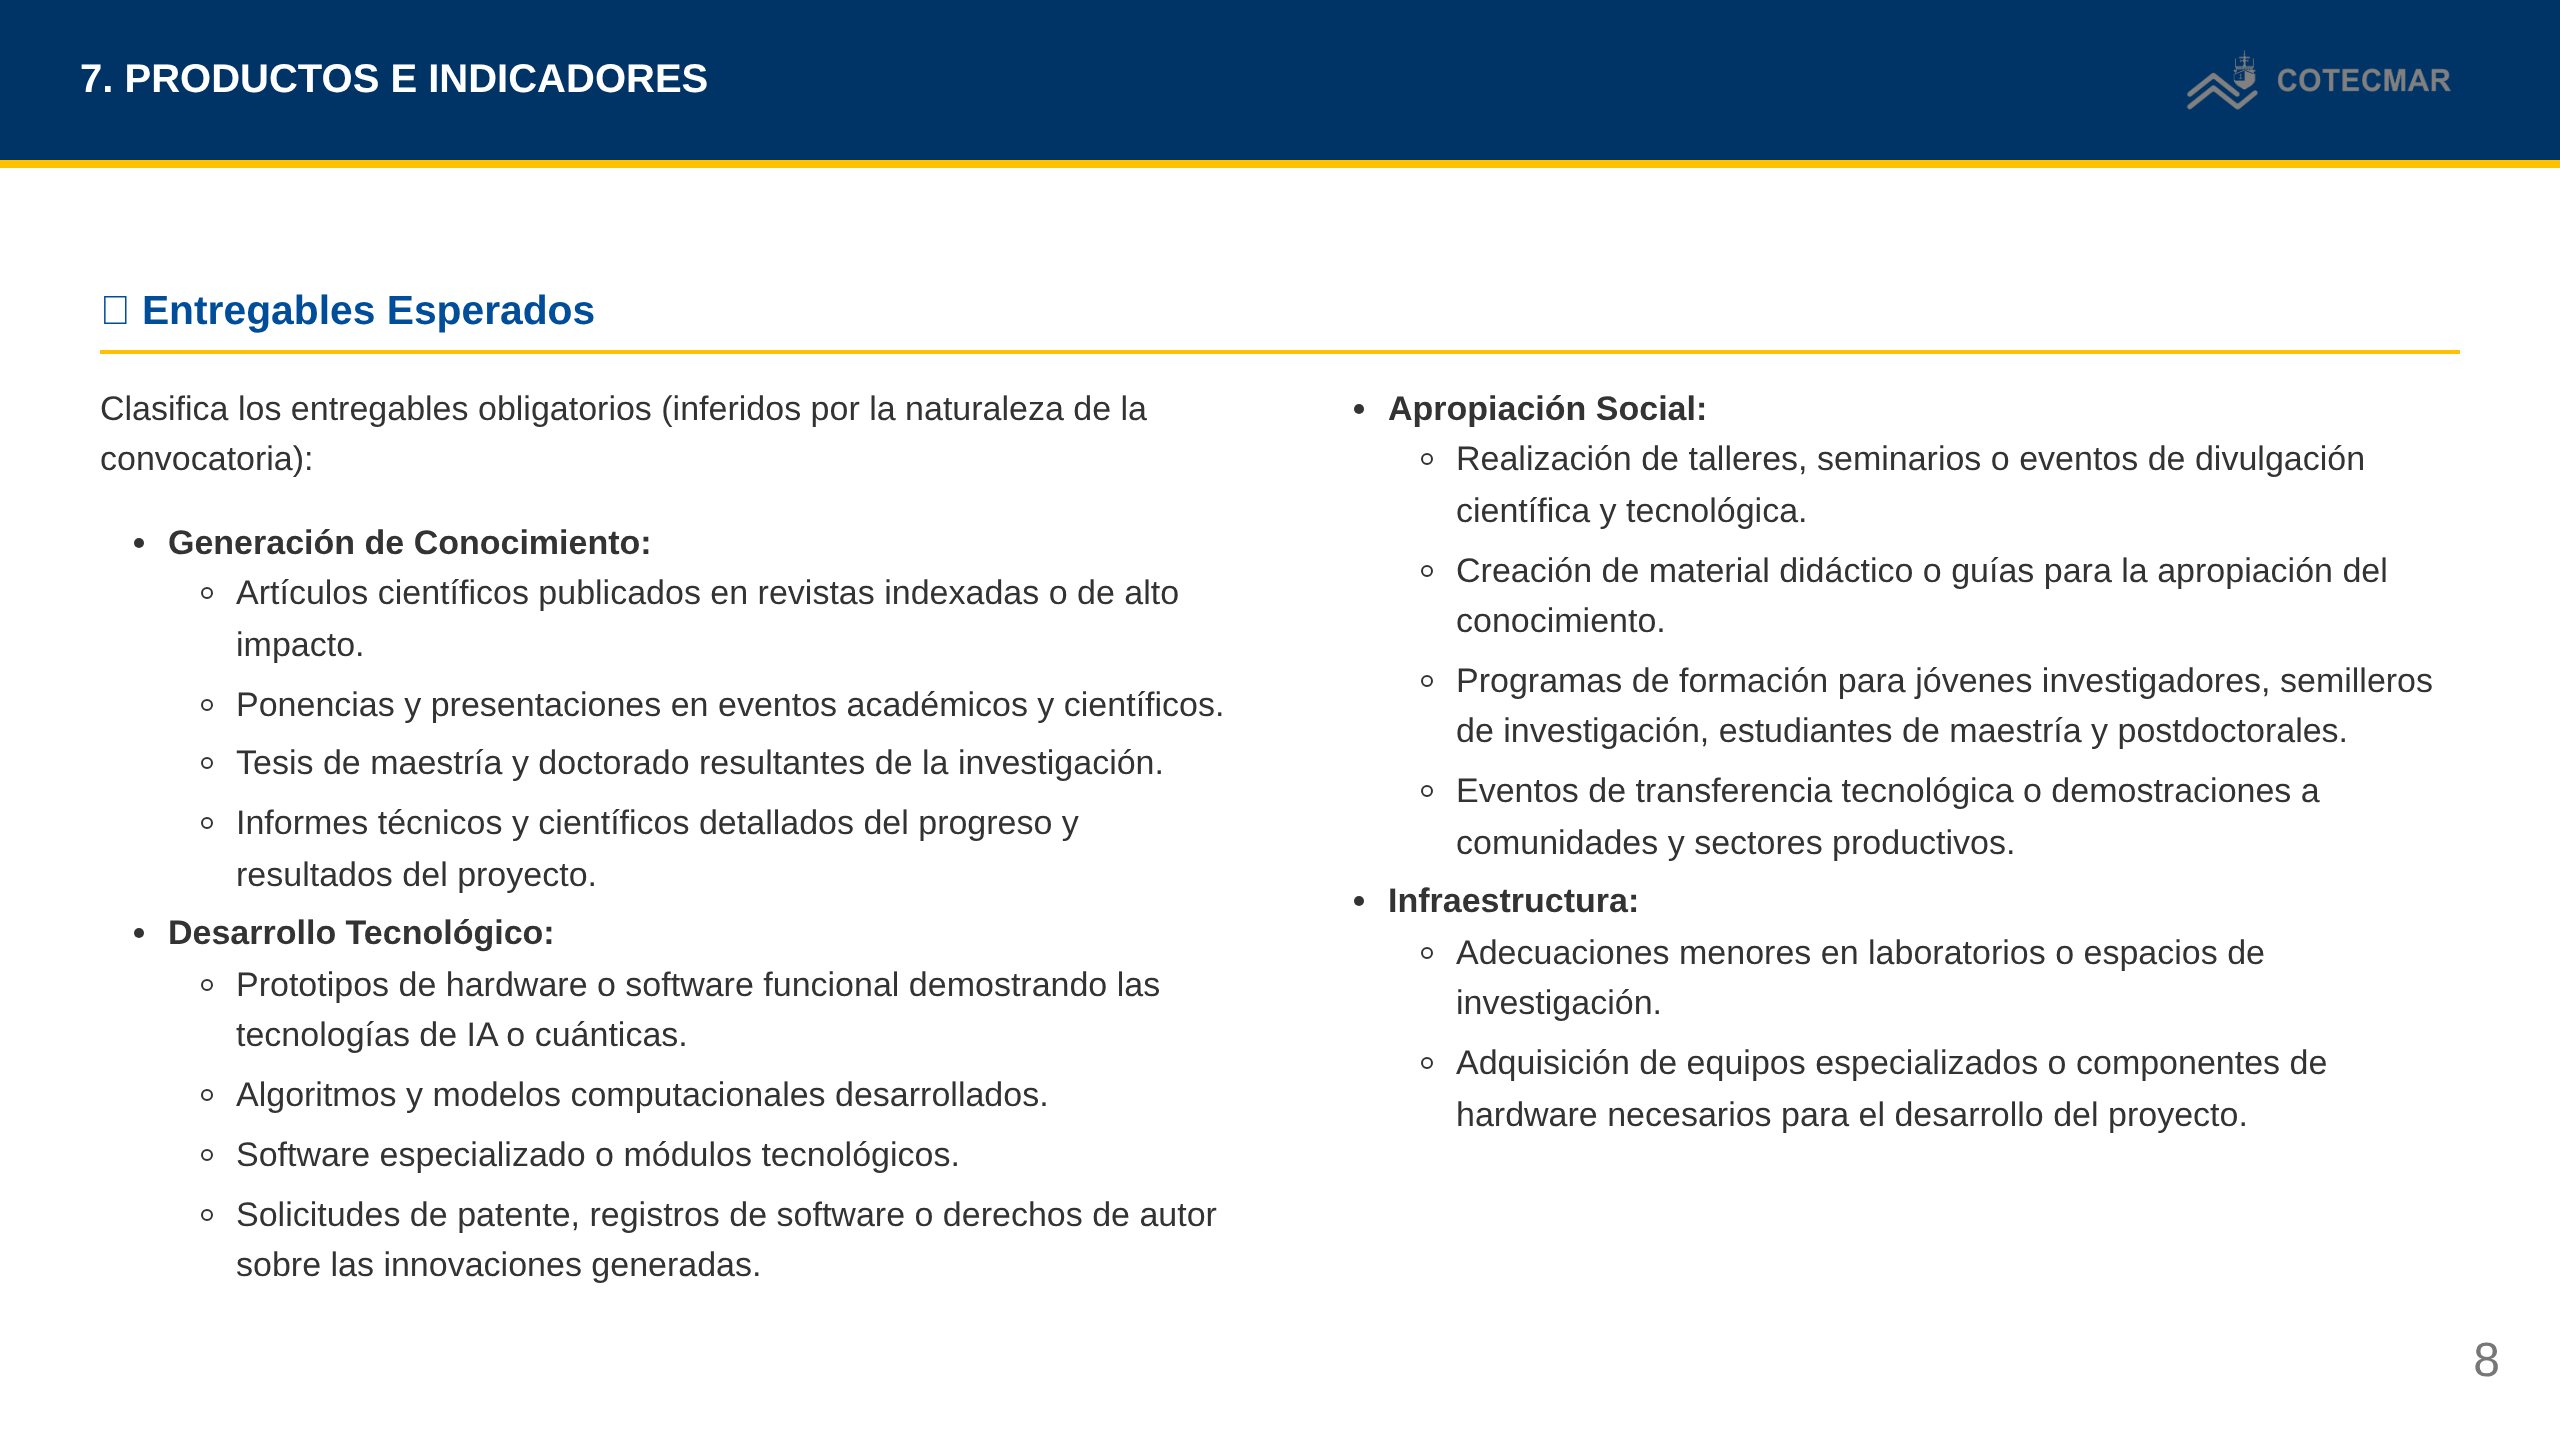 7. PRODUCTOS E INDICADORES
COTECMAR
Entregables Esperados
Clasifica los entregables obligatorios (inferidos por la naturaleza de la
convocatoria):
• Generación de Conocimiento:
○ Artículos científicos publicados en revistas indexadas o de alto
impacto.
○ Ponencias y presentaciones en eventos académicos y científicos.
○ Tesis de maestría y doctorado resultantes de la investigación.
○ Informes técnicos y científicos detallados del progreso y
resultados del proyecto.
• Desarrollo Tecnológico:
○ Prototipos de hardware o software funcional demostrando las
tecnologías de IA o cuánticas.
○ Algoritmos y modelos computacionales desarrollados.
○ Software especializado o módulos tecnológicos.
○ Solicitudes de patente, registros de software o derechos de autor
sobre las innovaciones generadas.
• Apropiación Social:
○ Realización de talleres, seminarios o eventos de divulgación
científica y tecnológica.
○ Creación de material didáctico o guías para la apropiación del
conocimiento.
○ Programas de formación para jóvenes investigadores, semilleros
de investigación, estudiantes de maestría y postdoctorales.
○ Eventos de transferencia tecnológica o demostraciones a
comunidades y sectores productivos.
• Infraestructura:
○ Adecuaciones menores en laboratorios o espacios de
investigación.
○ Adquisición de equipos especializados o componentes de
hardware necesarios para el desarrollo del proyecto.
8